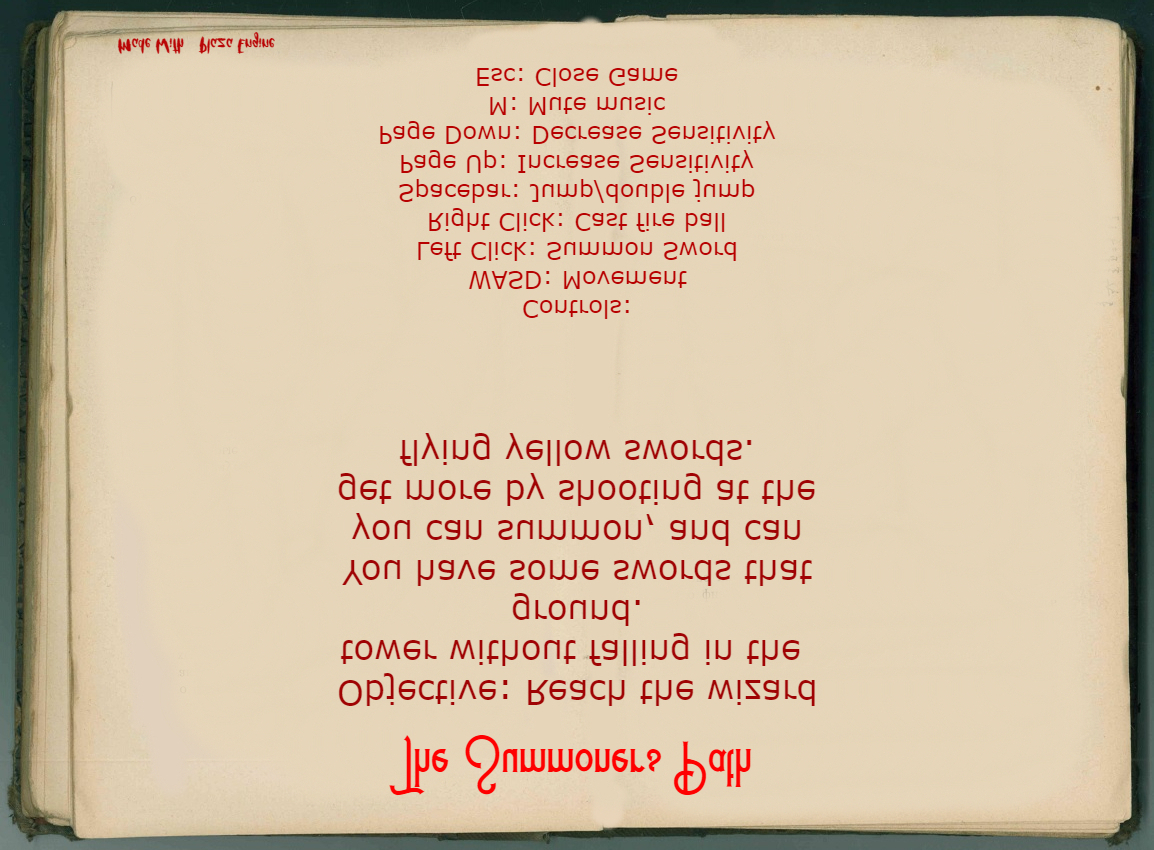 The Summoners Path
Objective: Reach the wizard
tower without falling in the
ground.
You have some swords that
you can summon, and can
get more by shooting at the
flying yellow swords.
Controls:
WASD: Movement
Left Click: Summon Sword
Right Click: Cast fire ball
Spacebar: Jump/double jump
Page Up: Increase Sensitivity
Page Down: Decrease Sensitivity
M: Mute music
Esc: Close Game
Made With Plaza Engine